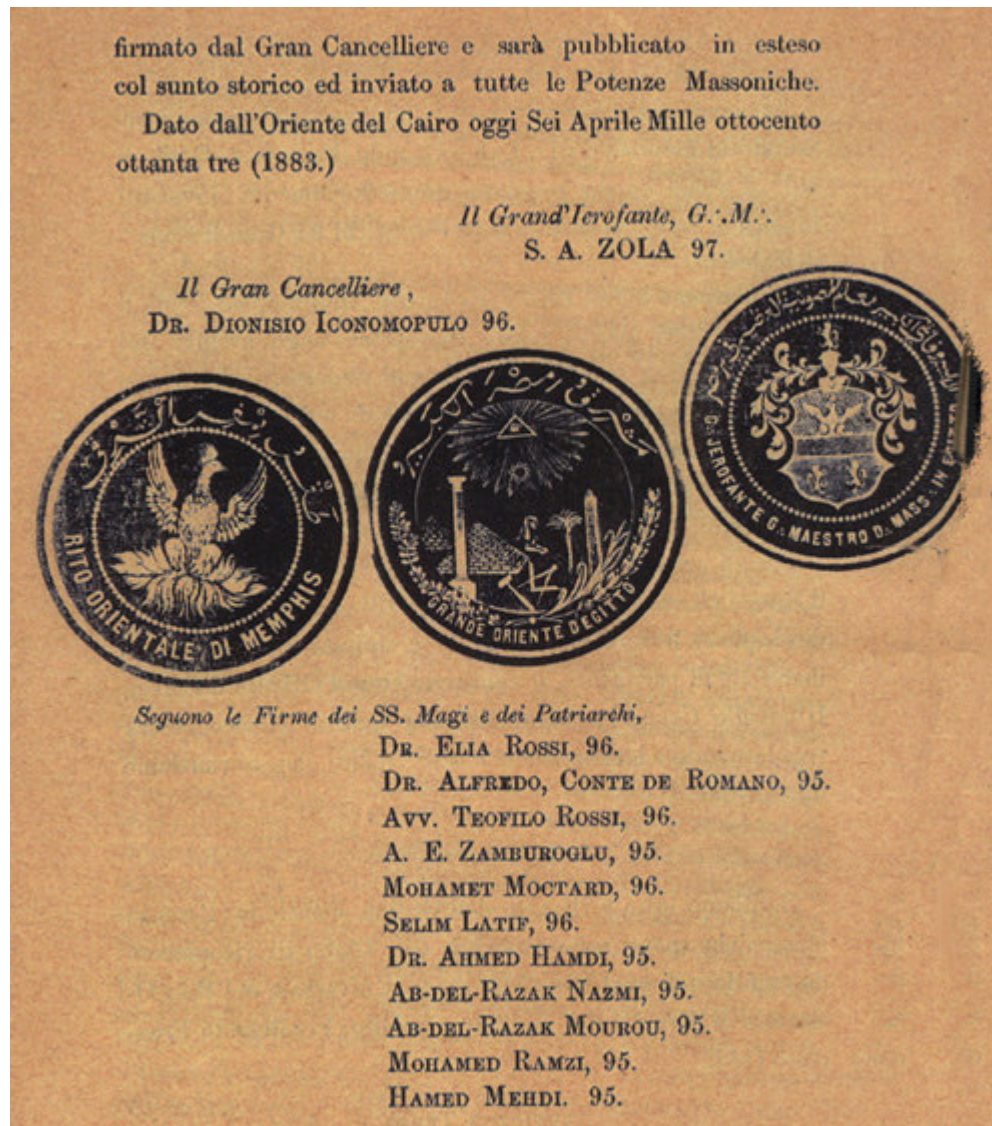 firmato dal Gran Cancelliere e sarà pubblicato in esteso
col sunto storico ed inviato a tutte le Potenze Massoniche.
Dato dall'Oriente del Cairo oggi Sei Aprile Mille ottocento
ottanta tre (1883.)
Il Grand'Ierofante, G∴M∴
S. A. ZOLA 97.
Il Gran Cancelliere,
DR. DIONISIO ICONOMOPULO 96.
RITO ORIENTALE DI MEMPHIS
GRANDE ORIENTE D'EGITTO
G∴ JEROFANTE G∴ MAESTRO D∴ MASS∴ IN
Seguono le Firme dei SS. Magi e dei Patriarchi,
DR. ELIA ROSSI, 96.
DR. ALFREDO, CONTE DE ROMANO, 95.
AVV. TEOFILO ROSSI, 96.
A. E. ZAMBUROGLU, 95.
MOHAMET MOCTARD, 96.
SELIM LATIF, 96.
DR. AHMED HAMDI, 95.
AB-DEL-RAZAK NAZMI, 95.
AB-DEL-RAZAK MOUROU, 95.
MOHAMED RAMZI, 95.
HAMED MEHDI. 95.